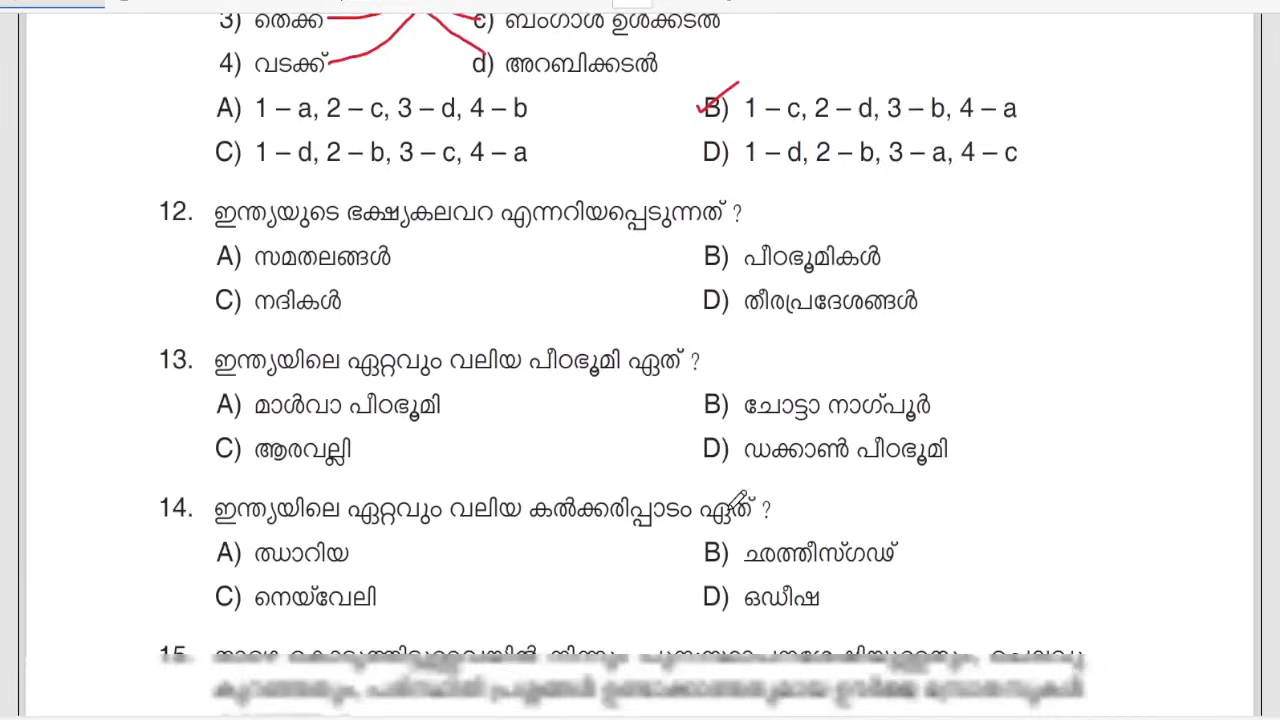 3) തെക്ക് c) ബംഗാൾ ഉൾക്കടൽ
4) വടക്ക് d) അറബിക്കടൽ
A) 1 – a, 2 – c, 3 – d, 4 – b B) 1 – c, 2 – d, 3 – b, 4 – a
C) 1 – d, 2 – b, 3 – c, 4 – a D) 1 – d, 2 – b, 3 – a, 4 – c
12. ഇന്ത്യയുടെ ഭക്ഷ്യകലവറ എന്നറിയപ്പെടുന്നത് ?
A) സമതലങ്ങൾ B) പീഠഭൂമികൾ
C) നദികൾ D) തീരപ്രദേശങ്ങൾ
13. ഇന്ത്യയിലെ ഏറ്റവും വലിയ പീഠഭൂമി ഏത് ?
A) മാൾവാ പീഠഭൂമി B) ചോട്ടാ നാഗ്പൂർ
C) ആരവല്ലി D) ഡക്കാൺ പീഠഭൂമി
14. ഇന്ത്യയിലെ ഏറ്റവും വലിയ കൽക്കരിപ്പാടം ഏത് ?
A) ഝാറിയ B) ഛത്തീസ്ഗഢ്
C) നെയ്‌വേലി D) ഒഡീഷ
15.